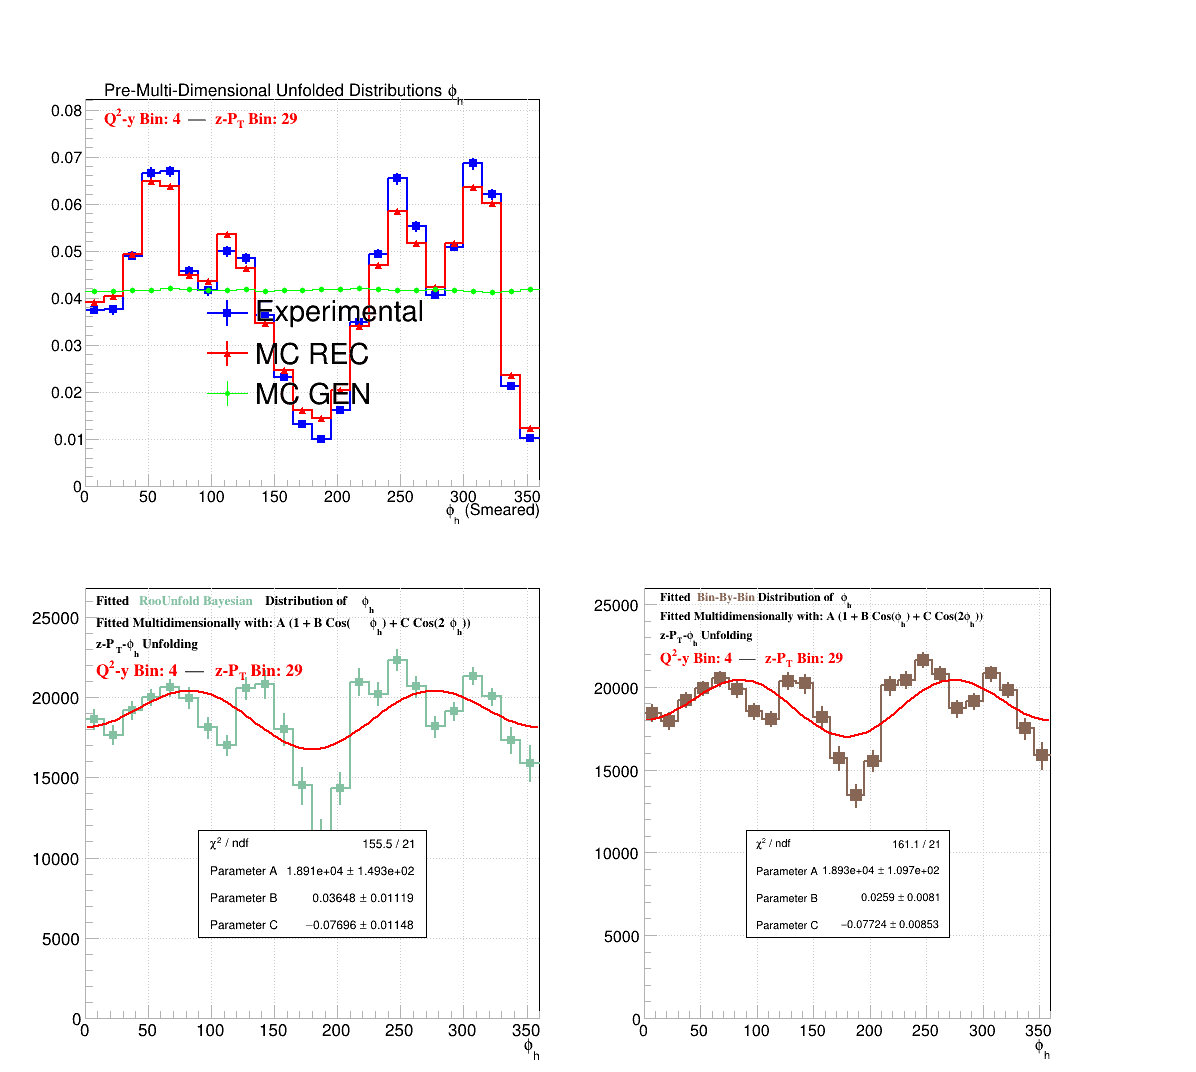 Pre-Multi-Dimensional Unfolded Distributions ϕh
Q2-y Bin: 4 — z-PT Bin: 29
0.08
0.07
0.06
0.05
0.04
0.03
0.02
0.01
0
Experimental
MC REC
MC GEN
0 50 100 150 200 250 300 350
ϕh (Smeared)
Fitted RooUnfold Bayesian Distribution of ϕh
Fitted Multidimensionally with: A (1 + B Cos( ϕh) + C Cos(2 ϕh))
z-PT-ϕh Unfolding
Q2-y Bin: 4 — z-PT Bin: 29
25000
20000
15000
10000
5000
0
χ2 / ndf 155.5 / 21
Parameter A 1.891e+04 ± 1.493e+02
Parameter B 0.03648 ± 0.01119
Parameter C −0.07696 ± 0.01148
0 50 100 150 200 250 300 350
ϕh
Fitted Bin-By-Bin Distribution of ϕh
Fitted Multidimensionally with: A (1 + B Cos(ϕh) + C Cos(2ϕh))
z-PT-ϕh Unfolding
Q2-y Bin: 4 — z-PT Bin: 29
25000
20000
15000
10000
5000
0
χ2 / ndf 161.1 / 21
Parameter A 1.893e+04 ± 1.097e+02
Parameter B 0.0259 ± 0.0081
Parameter C −0.07724 ± 0.00853
0 50 100 150 200 250 300 350
ϕh